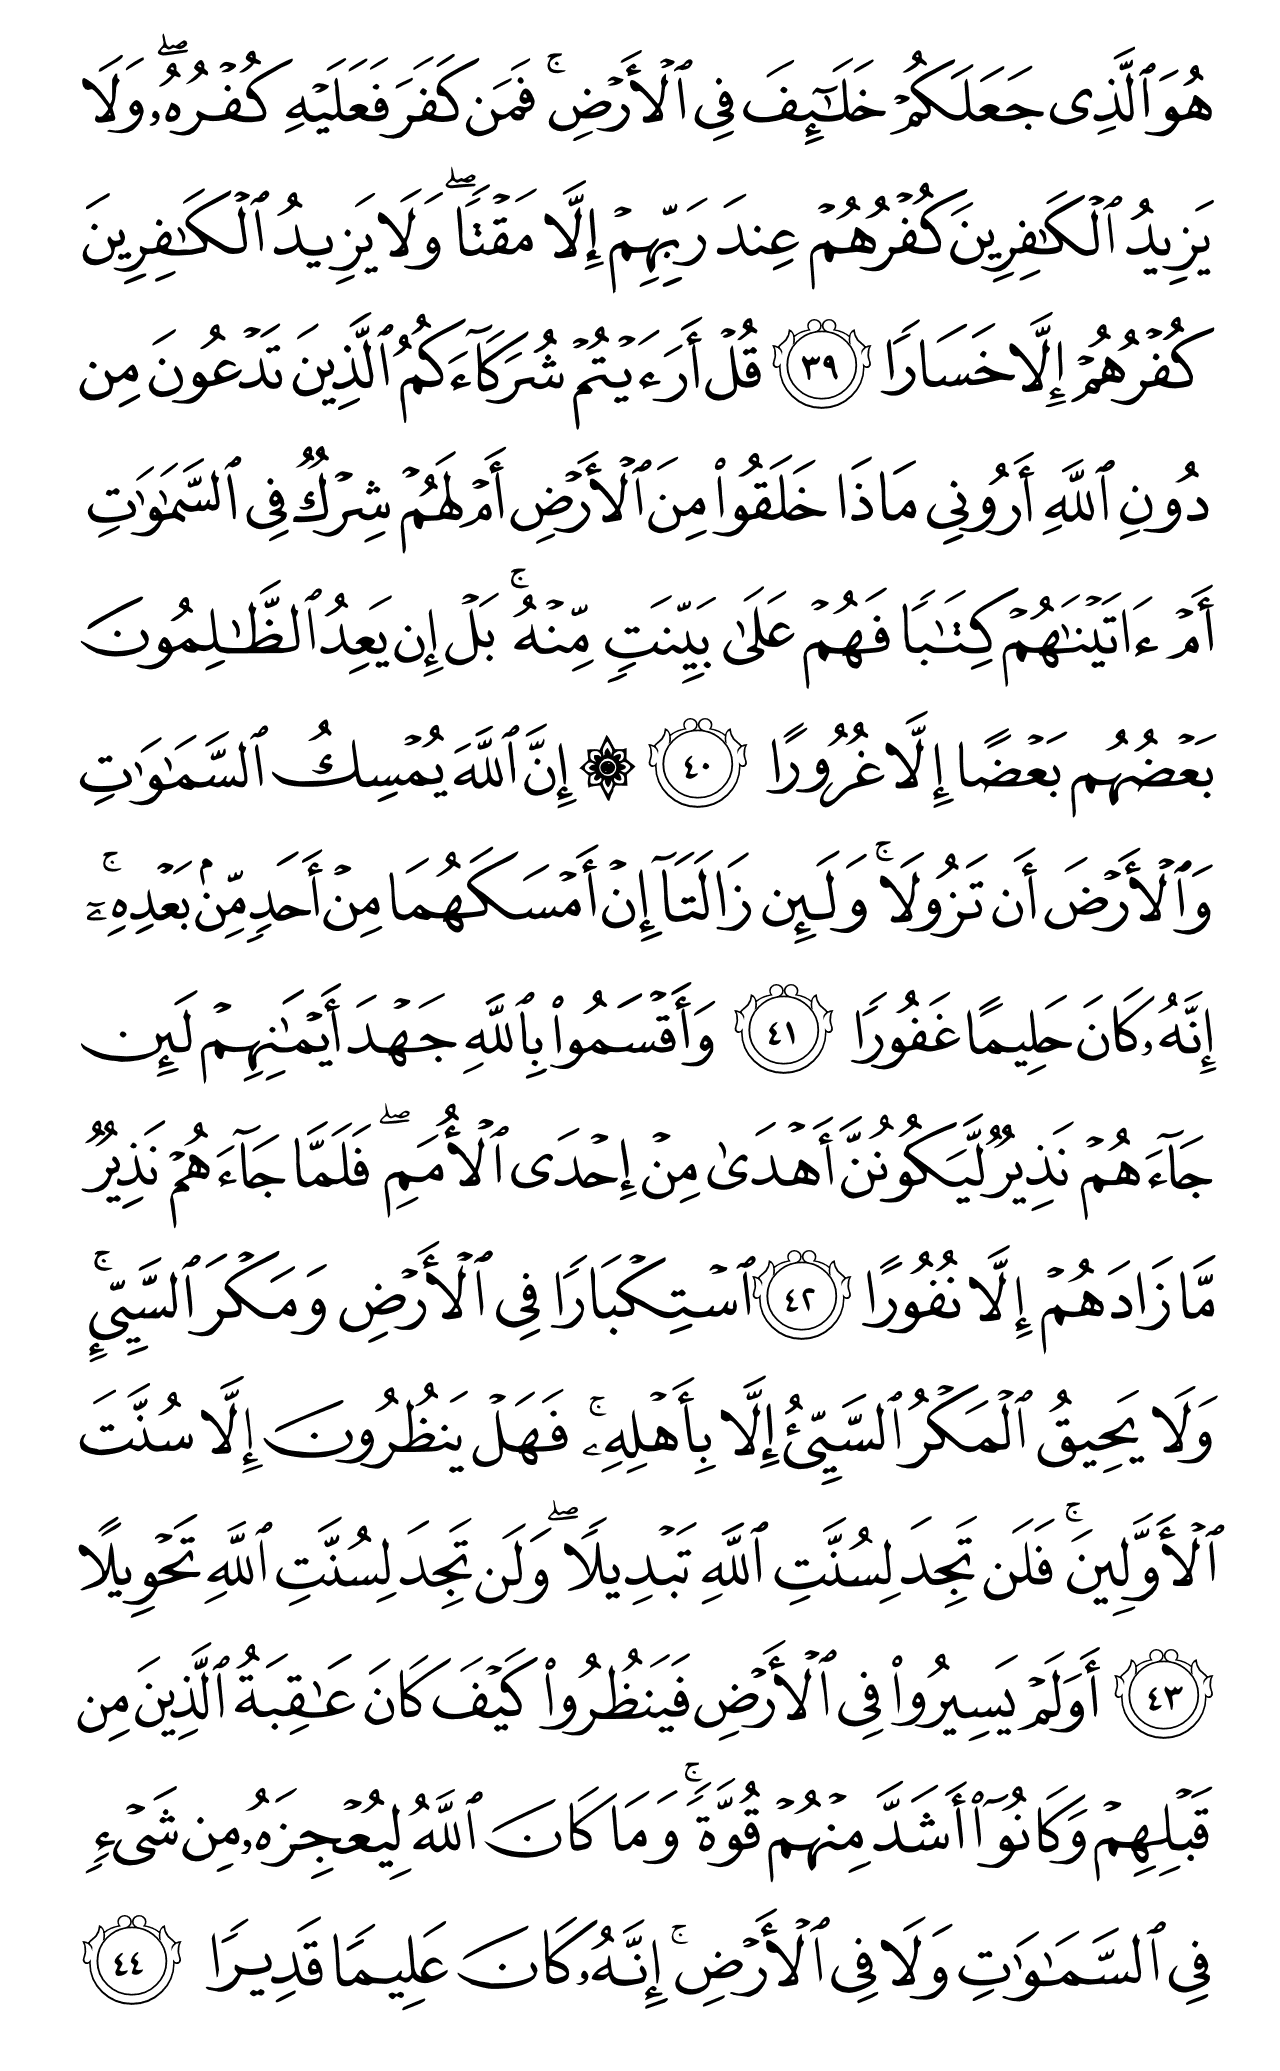 هُوَ ٱلَّذِى جَعَلَكُمۡ خَلَـٰٓئِفَ فِى ٱلۡأَرۡضِۚ فَمَن كَفَرَ فَعَلَيۡهِ كُفۡرُهُۥۖ وَلَا
يَزِيدُ ٱلۡكَـٰفِرِينَ كُفۡرُهُمۡ عِندَ رَبِّهِمۡ إِلَّا مَقۡتًاۖ وَلَا يَزِيدُ ٱلۡكَـٰفِرِينَ
كُفۡرُهُمۡ إِلَّا خَسَارًا ٣٩ قُلۡ أَرَءَيۡتُمۡ شُرَكَآءَكُمُ ٱلَّذِينَ تَدۡعُونَ مِن
دُونِ ٱللَّهِ أَرُونِى مَاذَا خَلَقُواْ مِنَ ٱلۡأَرۡضِ أَمۡ لَهُمۡ شِرۡكٌ فِى ٱلسَّمَـٰوَٰتِ
أَمۡ ءَاتَيۡنَـٰهُمۡ كِتَـٰبًا فَهُمۡ عَلَىٰ بَيِّنَتٍ مِّنۡهُۚ بَلۡ إِن يَعِدُ ٱلظَّـٰلِمُونَ
بَعۡضُهُم بَعۡضًا إِلَّا غُرُورًا ٤٠ ۞ إِنَّ ٱللَّهَ يُمۡسِكُ ٱلسَّمَـٰوَٰتِ
وَٱلۡأَرۡضَ أَن تَزُولَاۚ وَلَئِن زَالَتَآ إِنۡ أَمۡسَكَهُمَا مِنۡ أَحَدٍ مِّنۢ بَعۡدِهِۦٓۚ
إِنَّهُۥ كَانَ حَلِيمًا غَفُورًا ٤١ وَأَقۡسَمُواْ بِٱللَّهِ جَهۡدَ أَيۡمَـٰنِهِمۡ لَئِن
جَآءَهُمۡ نَذِيرٌ لَّيَكُونُنَّ أَهۡدَىٰ مِنۡ إِحۡدَى ٱلۡأُمَمِۖ فَلَمَّا جَآءَهُمۡ نَذِيرٌ
مَّا زَادَهُمۡ إِلَّا نُفُورًا ٤٢ ٱسۡتِكۡبَارًا فِى ٱلۡأَرۡضِ وَمَكۡرَ ٱلسَّيِّىِٕۚ
وَلَا يَحِيقُ ٱلۡمَكۡرُ ٱلسَّيِّئُ إِلَّا بِأَهۡلِهِۦۚ فَهَلۡ يَنظُرُونَ إِلَّا سُنَّتَ
ٱلۡأَوَّلِينَۚ فَلَن تَجِدَ لِسُنَّتِ ٱللَّهِ تَبۡدِيلًاۖ وَلَن تَجِدَ لِسُنَّتِ ٱللَّهِ تَحۡوِيلًا
٤٣ أَوَلَمۡ يَسِيرُواْ فِى ٱلۡأَرۡضِ فَيَنظُرُواْ كَيۡفَ كَانَ عَـٰقِبَةُ ٱلَّذِينَ مِن
قَبۡلِهِمۡ وَكَانُوٓاْ أَشَدَّ مِنۡهُمۡ قُوَّةًۚ وَمَا كَانَ ٱللَّهُ لِيُعۡجِزَهُۥ مِن شَىۡءٍ
فِى ٱلسَّمَـٰوَٰتِ وَلَا فِى ٱلۡأَرۡضِۚ إِنَّهُۥ كَانَ عَلِيمًا قَدِيرًا ٤٤